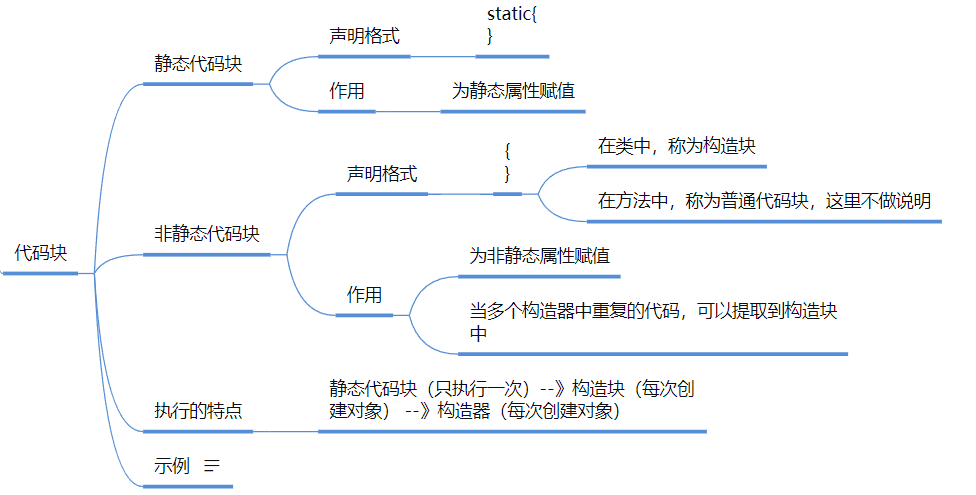 代码块
静态代码块
声明格式
static{
}
作用
为静态属性赋值
非静态代码块
声明格式
{
}
在类中，称为构造块
在方法中，称为普通代码块，这里不做说明
作用
为非静态属性赋值
当多个构造器中重复的代码，可以提取到构造块
中
执行的特点
静态代码块（只执行一次）--》构造块（每次创
建对象） --》构造器（每次创建对象）
示例